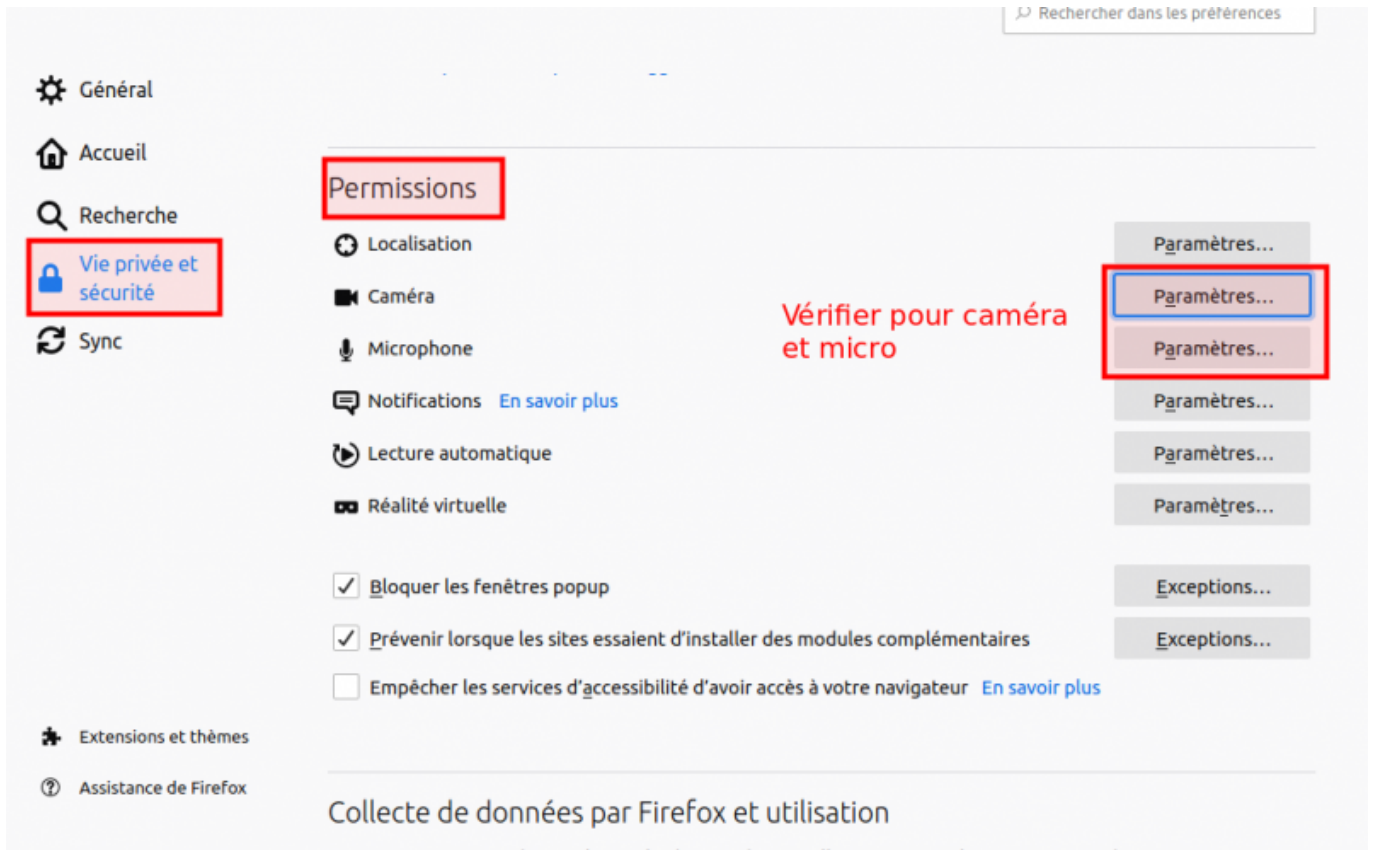 Rechercher dans les préférences
Général
Accueil
Recherche
Vie privée et
sécurité
Sync
Permissions
Localisation
Paramètres...
Caméra
Paramètres...
Vérifier pour caméra
et micro
Microphone
Paramètres...
Notifications En savoir plus
Paramètres...
Lecture automatique
Paramètres...
Réalité virtuelle
Paramètres...
Bloquer les fenêtres popup
Exceptions...
Prévenir lorsque les sites essaient d’installer des modules complémentaires
Exceptions...
Empêcher les services d’accessibilité d’avoir accès à votre navigateur En savoir plus
Extensions et thèmes
Assistance de Firefox
Collecte de données par Firefox et utilisation